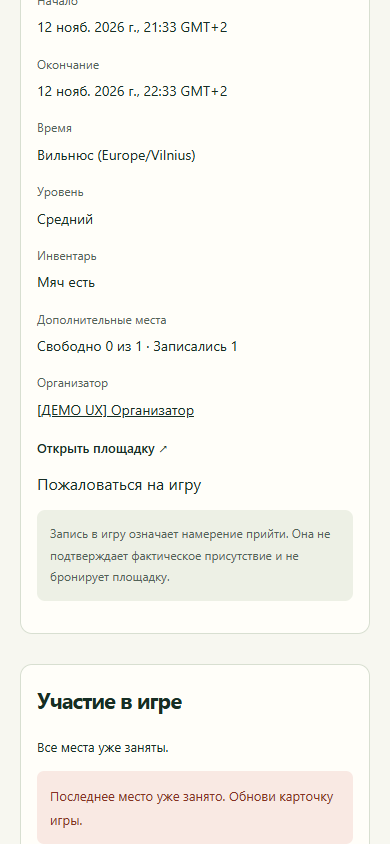 Начало
12 нояб. 2026 г., 21:33 GMT+2
Окончание
12 нояб. 2026 г., 22:33 GMT+2
Время
Вильнюс (Europe/Vilnius)
Уровень
Средний
Инвентарь
Мяч есть
Дополнительные места
Свободно 0 из 1 · Записались 1
Организатор
[ДЕМО UX] Организатор
Открыть площадку ↗
Пожаловаться на игру
Запись в игру означает намерение прийти. Она не
подтверждает фактическое присутствие и не
бронирует площадку.
Участие в игре
Все места уже заняты.
Последнее место уже занято. Обнови карточку
игры.